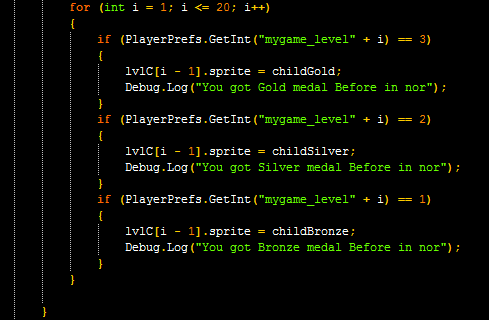 for (int i = 1; i <= 20; i++)
{
if (PlayerPrefs.GetInt("mygame_level" + i) == 3)
{
lvlC[i - 1].sprite = childGold;
Debug.Log("You got Gold medal Before in nor");
}
if (PlayerPrefs.GetInt("mygame_level" + i) == 2)
{
lvlC[i - 1].sprite = childSilver;
Debug.Log("You got Silver medal Before in nor");
}
if (PlayerPrefs.GetInt("mygame_level" + i) == 1)
{
lvlC[i - 1].sprite = childBronze;
Debug.Log("You got Bronze medal Before in nor");
}
}
}